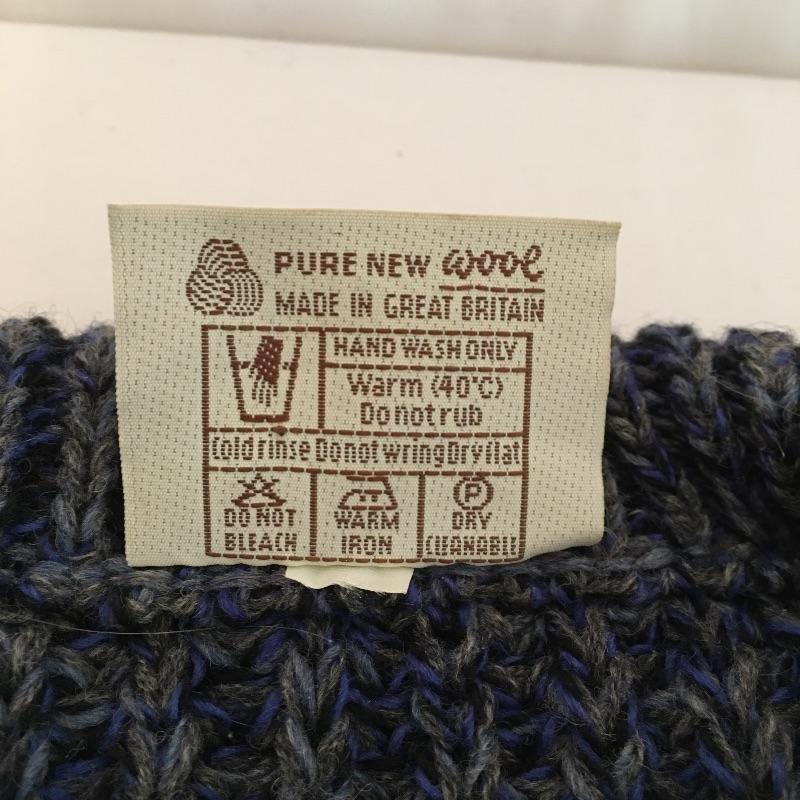 PURE NEW wool
MADE IN GREAT BRITAIN
HAND WASH ONLY
Warm (40°C)
Do not rub
Cold rinse Do not wring Dry flat
DO NOT
BLEACH
WARM
IRON
P
DRY
CLEANABLE